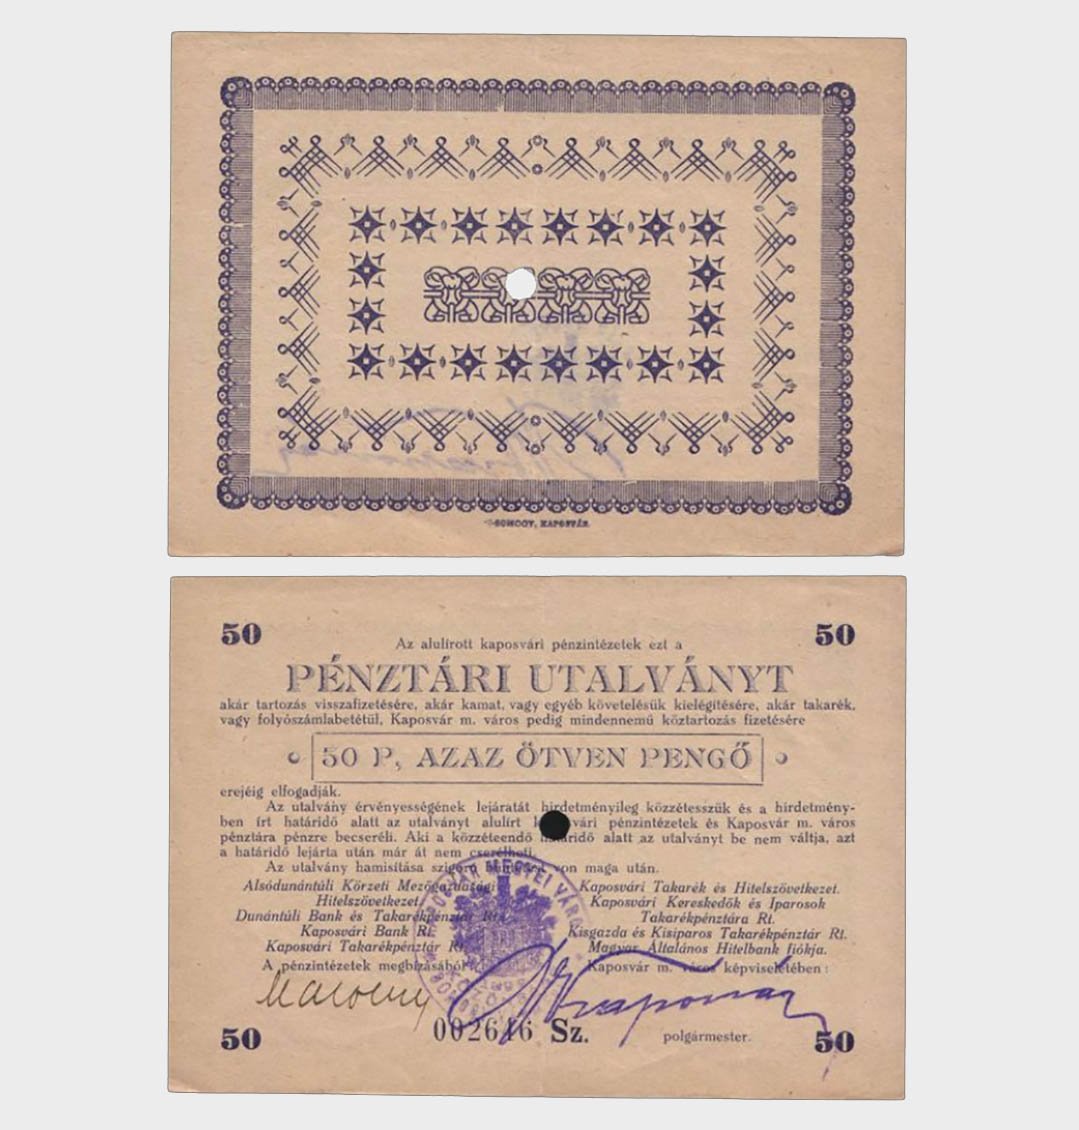 SOMOGY, KAPOSVÁR
50 50
Az alulírott kaposvári pénzintézetek ezt a
PÉNZTÁRI UTALVÁNYT
akár tartozás visszafizetésére, akár kamat, vagy egyéb követelésük kielégítésére, akár takarék,
vagy folyószámlabetétül, Kaposvár m. város pedig mindennemű köztartozás fizetésére
50 P, AZAZ ÖTVEN PENGŐ
erejéig elfogadják.
Az utalvány érvényességének lejáratát hirdetményileg közzétesszük és a hirdetmény-
ben írt határidő alatt az utalványt alulírt vári pénzintézetek és Kaposvár m. város
pénztára pénzre becseréli. Aki a közzéteendő határidő alatt az utalványt be nem váltja, azt
a határidő lejárta után már át nem cserélheti.
Az utalvány hamisítása szigorú von maga után.
Alsódunántúli Körzeti Mezőgazdasági Kaposvári Takarék és Hitelszövetkezet.
Hitelszövetkezet Kaposvári Kereskedők és Iparosok
Dunántúli Bank és Takarékpénztár Rt. Takarékpénztára Rt.
Kaposvári Bank Rt. Kisgazda és Kisiparos Takarékpénztár Rt.
Kaposvári Takarékpénztár Rt. Magyar Általános Hitelbank fiókja.
A pénzintézetek megbízásából Kaposvár m. város képviseletében:
KAPOSVÁR MEGYEI VÁROS
002646 Sz.
polgármester.
50 50